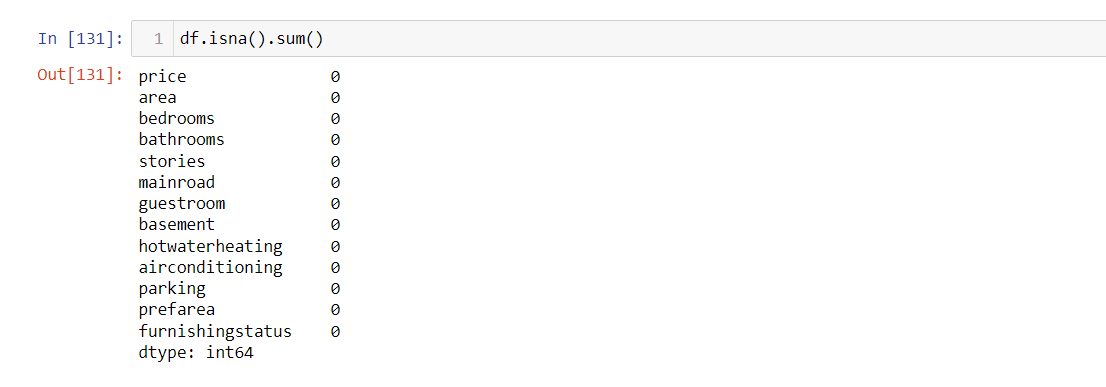 In [131]: 1 df.isna().sum()
Out[131]: price 0
area 0
bedrooms 0
bathrooms 0
stories 0
mainroad 0
guestroom 0
basement 0
hotwaterheating 0
airconditioning 0
parking 0
prefarea 0
furnishingstatus 0
dtype: int64